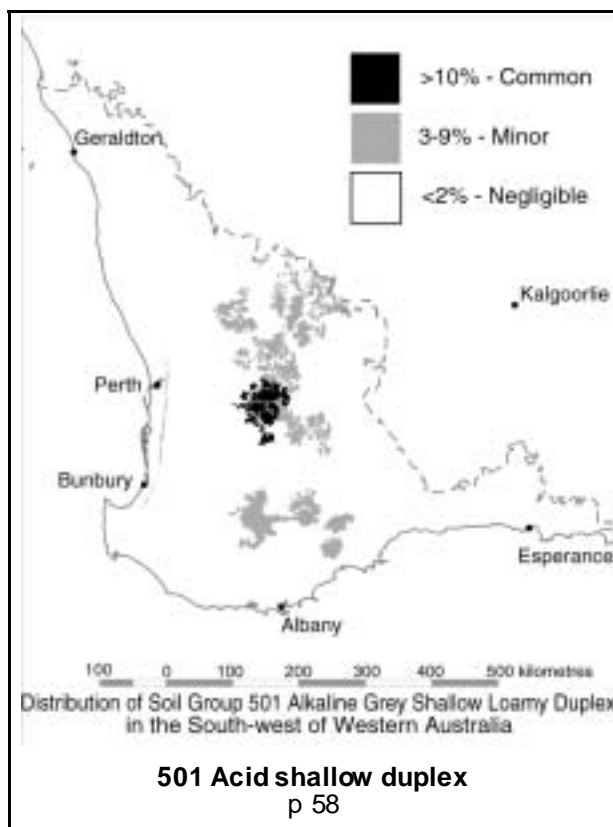 >10% - Common
Geraldton
3-9% - Minor
<2% - Negligible
Kalgoorlie
Perth
Bunbury
Esperance
Albany
100 0 100 200 300 400 500 kilometres
Distribution of Soil Group 501 Alkaline Grey Shallow Loamy Duplex
in the South-west of Western Australia
501 Acid shallow duplex
p 58